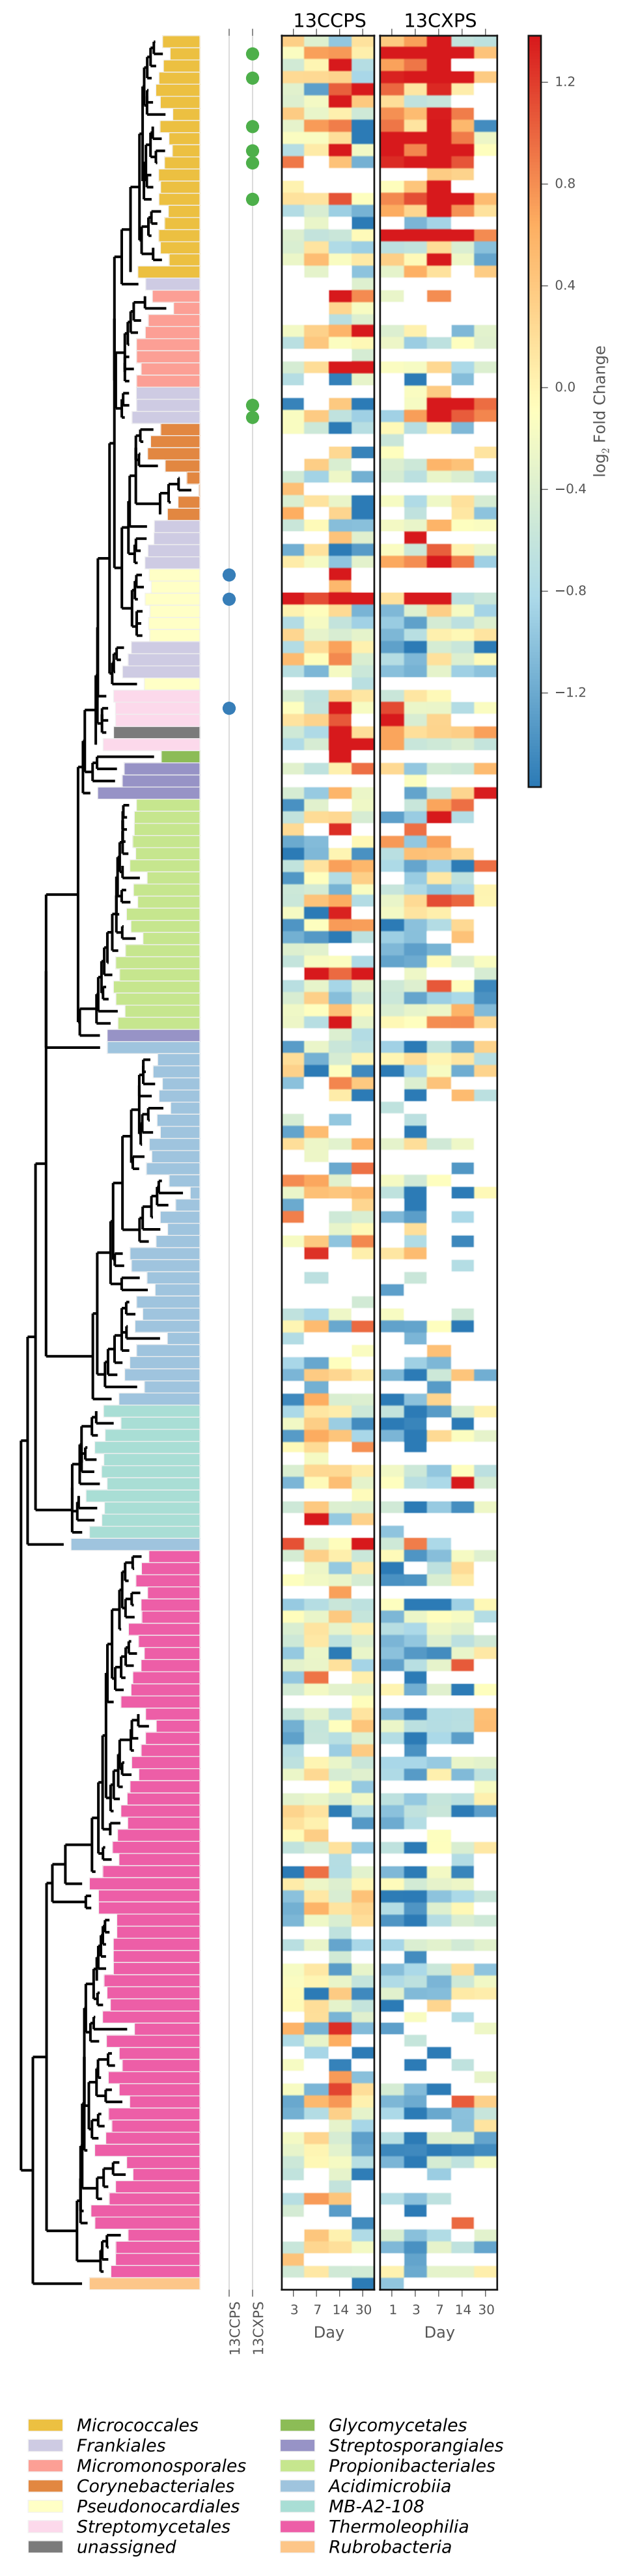 13CCPS 13CXPS
1.2
0.8
0.4
0.0
−0.4
−0.8
−1.2
log2 Fold Change
13CCPS
13CXPS
3 7 14 30 1 3 7 14 30
Day Day
Micrococcales
Frankiales
Micromonosporales
Corynebacteriales
Pseudonocardiales
Streptomycetales
unassigned
Glycomycetales
Streptosporangiales
Propionibacteriales
Acidimicrobiia
MB-A2-108
Thermoleophilia
Rubrobacteria